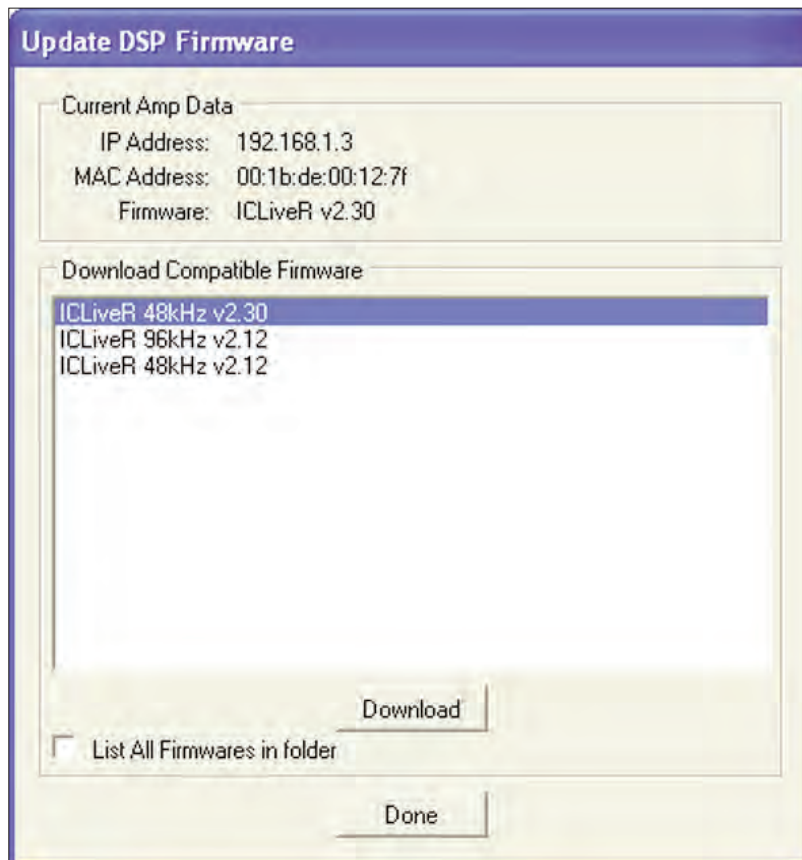 Update DSP Firmware
Current Amp Data
IP Address: 192.168.1.3
MAC Address: 00:1b:de:00:12:7f
Firmware: ICLiveR v2.30
Download Compatible Firmware
ICLiveR 48kHz v2.30
ICLiveR 96kHz v2.12
ICLiveR 48kHz v2.12
Download
List All Firmwares in folder
Done